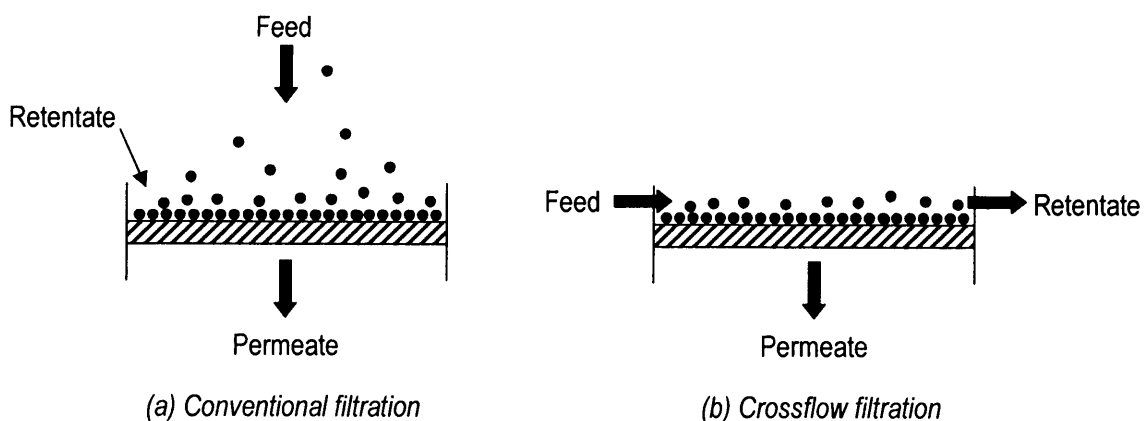 Feed
Retentate
Permeate
(a) Conventional filtration
Feed
Retentate
Permeate
(b) Crossflow filtration